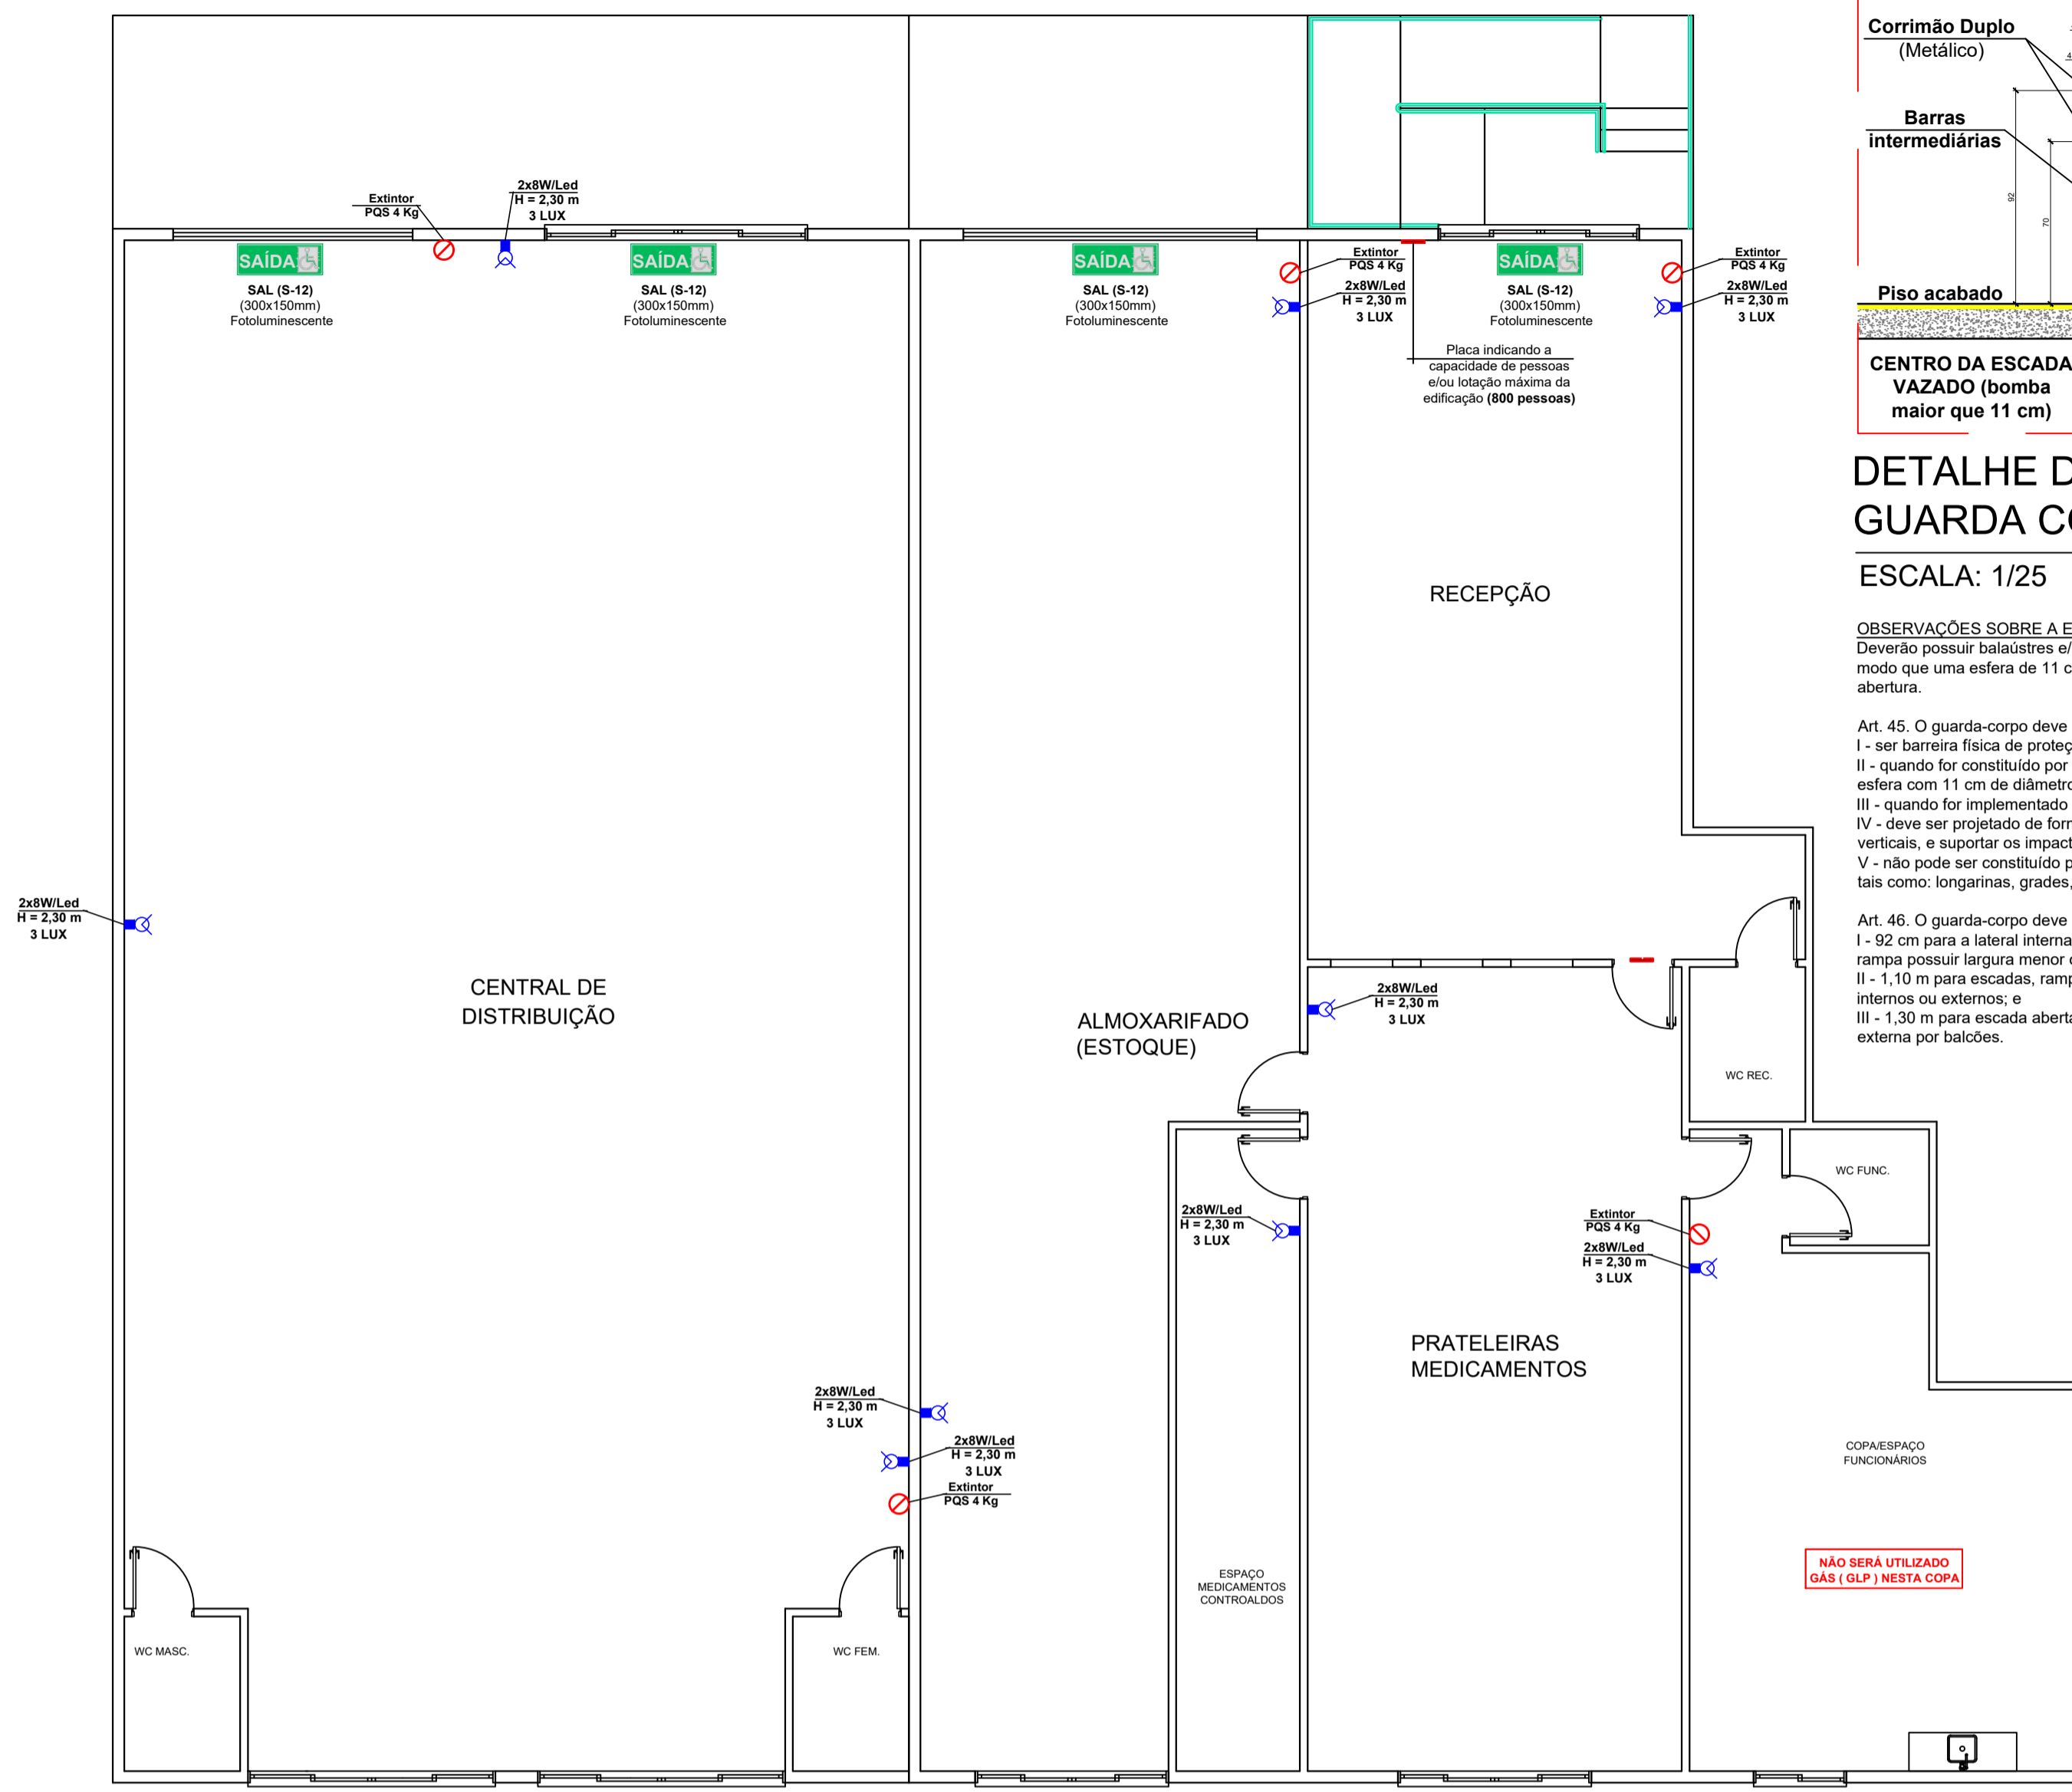 Corrimão Duplo
(Metálico)
Barras
intermediárias
92
70
Piso acabado
CENTRO DA ESCADA
VAZADO (bomba
maior que 11 cm)
DETALHE D
GUARDA CO
ESCALA: 1/25
OBSERVAÇÕES SOBRE A E
Deverão possuir balaústres e/
modo que uma esfera de 11 c
abertura.
Art. 45. O guarda-corpo deve
I - ser barreira física de proteç
II - quando for constituído por
esfera com 11 cm de diâmetro
III - quando for implementado
IV - deve ser projetado de forn
verticais, e suportar os impact
V - não pode ser constituído p
tais como: longarinas, grades,
Art. 46. O guarda-corpo deve
I - 92 cm para a lateral interna
rampa possuir largura menor
II - 1,10 m para escadas, ramp
internos ou externos; e
III - 1,30 m para escada aberta
externa por balcões.
Extintor
PQS 4 Kg
2x8W/Led
H = 2,30 m
3 LUX
SAÍDA
SAL (S-12)
(300x150mm)
Fotoluminescente
SAÍDA
SAL (S-12)
(300x150mm)
Fotoluminescente
SAÍDA
SAL (S-12)
(300x150mm)
Fotoluminescente
Extintor
PQS 4 Kg
2x8W/Led
H = 2,30 m
3 LUX
SAÍDA
SAL (S-12)
(300x150mm)
Fotoluminescente
Extintor
PQS 4 Kg
2x8W/Led
H = 2,30 m
3 LUX
Placa indicando a
capacidade de pessoas
e/ou lotação máxima da
edificação (800 pessoas)
RECEPÇÃO
2x8W/Led
H = 2,30 m
3 LUX
CENTRAL DE
DISTRIBUIÇÃO
ALMOXARIFADO
(ESTOQUE)
2x8W/Led
H = 2,30 m
3 LUX
WC REC.
WC FUNC.
2x8W/Led
H = 2,30 m
3 LUX
Extintor
PQS 4 Kg
2x8W/Led
H = 2,30 m
3 LUX
PRATELEIRAS
MEDICAMENTOS
2x8W/Led
H = 2,30 m
3 LUX
2x8W/Led
H = 2,30 m
3 LUX
Extintor
PQS 4 Kg
COPA/ESPAÇO
FUNCIONÁRIOS
NÃO SERÁ UTILIZADO
GÁS ( GLP ) NESTA COPA
ESPAÇO
MEDICAMENTOS
CONTROALDOS
WC MASC.
WC FEM.